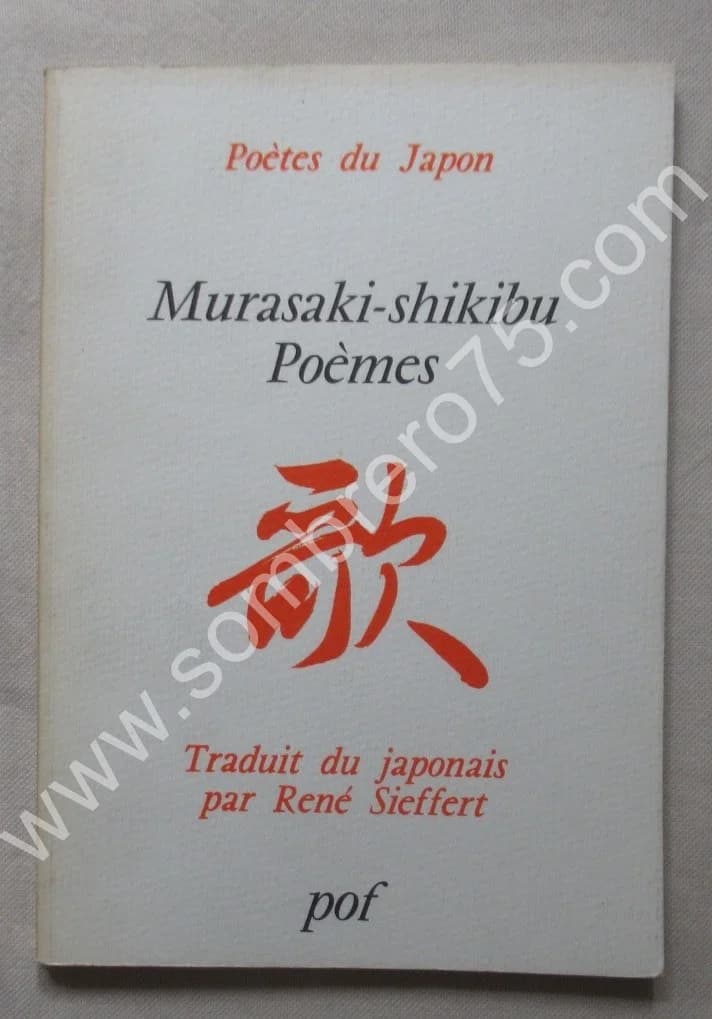 Poètes du Japon
Murasaki-shikibu
Poèmes
歌
Traduit du japonais
par René Sieffert
pof
www.sombrero75.com